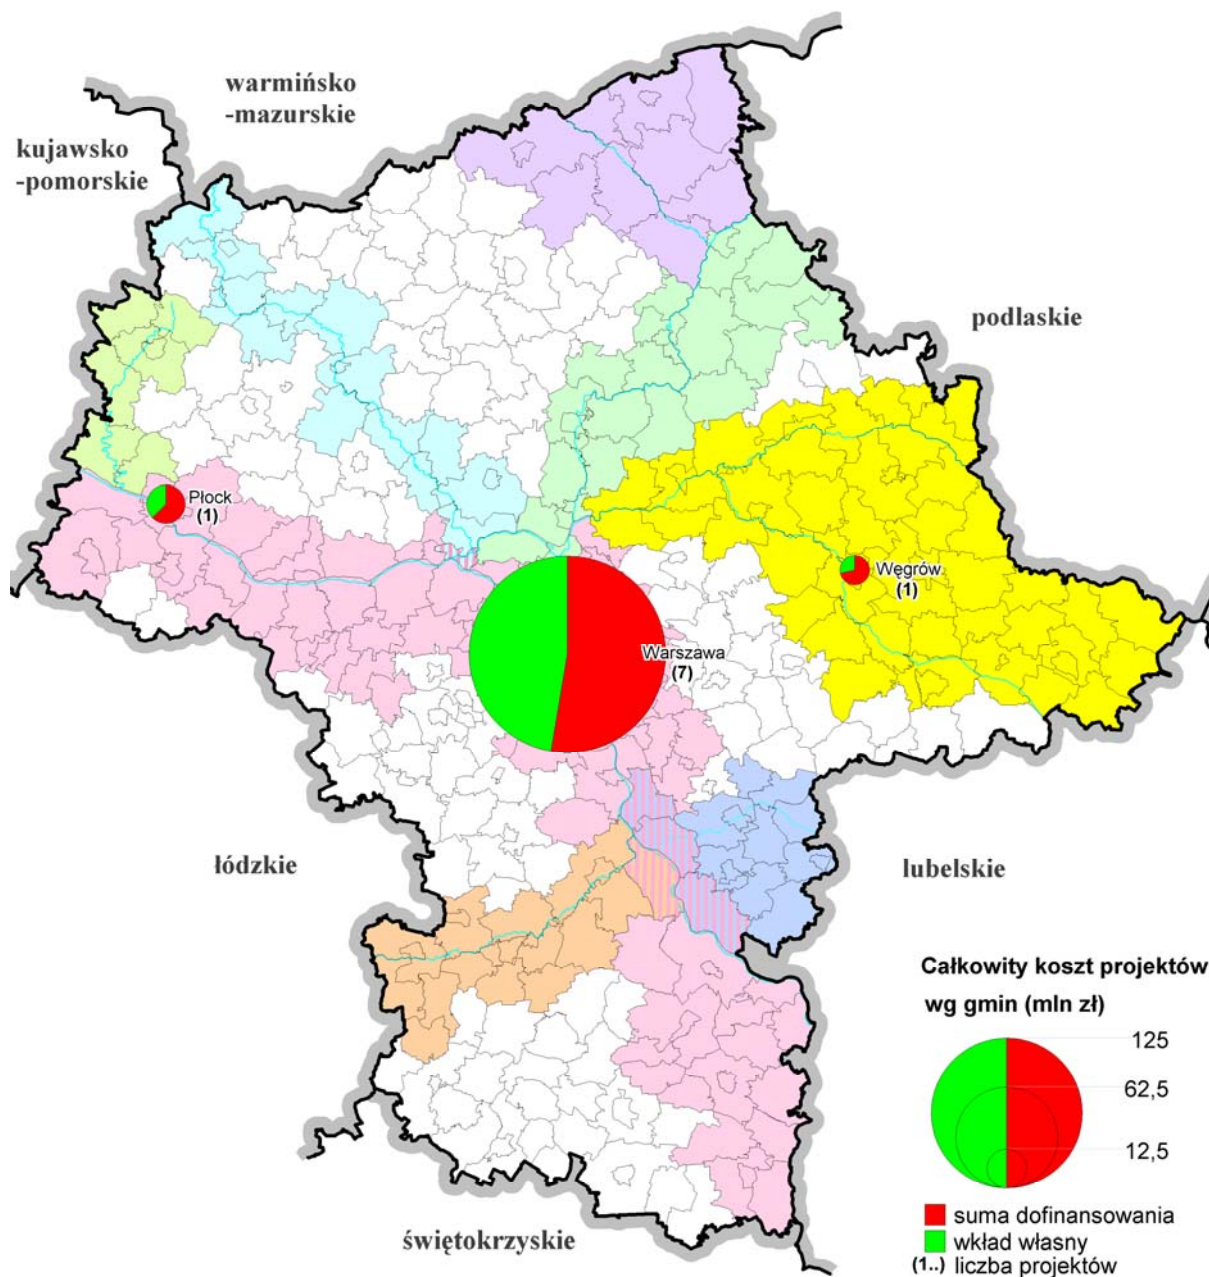 warmińsko
-mazurskie
kujawsko
-pomorskie
podlaskie
Płock
(1)
Węgrów
(1)
Warszawa
(7)
łódzkie
lubelskie
świętokrzyskie
Całkowity koszt projektów
wg gmin (mln zł)
125
62,5
12,5
suma dofinansowania
wkład własny
(1..) liczba projektów